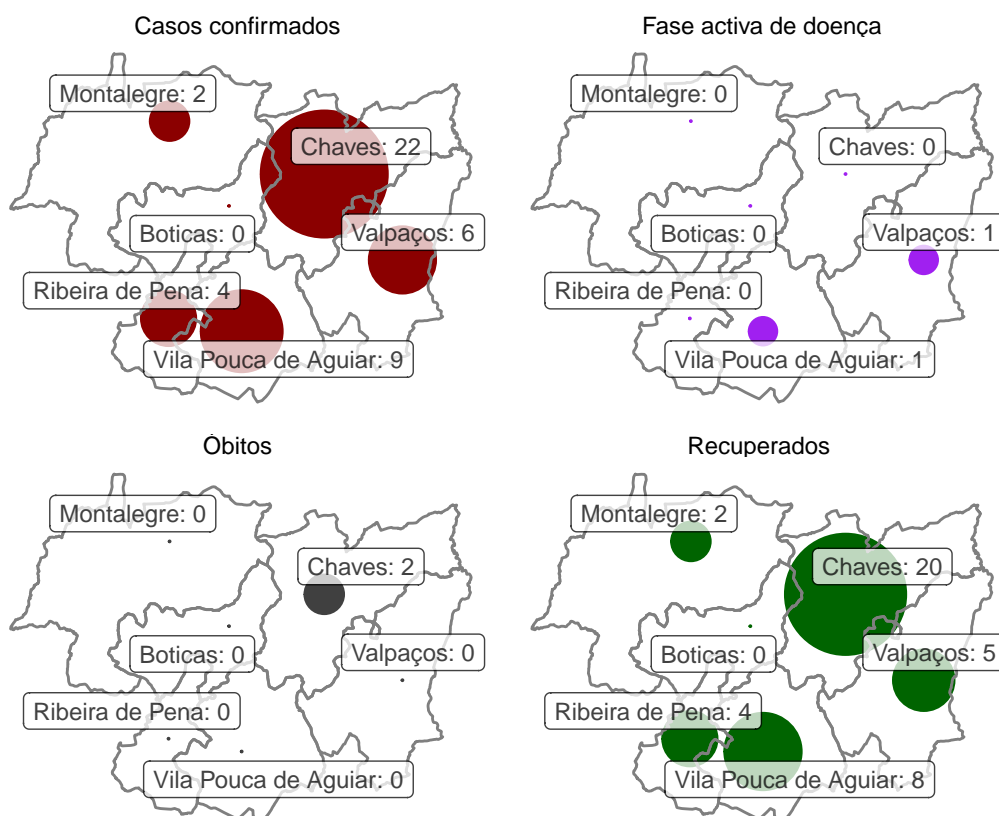 Casos confirmados
Montalegre: 2
Chaves: 22
Boticas: 0
Valpaços: 6
Ribeira de Pena: 4
Vila Pouca de Aguiar: 9
Fase activa de doença
Montalegre: 0
Chaves: 0
Boticas: 0
Valpaços: 1
Ribeira de Pena: 0
Vila Pouca de Aguiar: 1
Óbitos
Montalegre: 0
Chaves: 2
Boticas: 0
Valpaços: 0
Ribeira de Pena: 0
Vila Pouca de Aguiar: 0
Recuperados
Montalegre: 2
Chaves: 20
Boticas: 0
Valpaços: 5
Ribeira de Pena: 4
Vila Pouca de Aguiar: 8